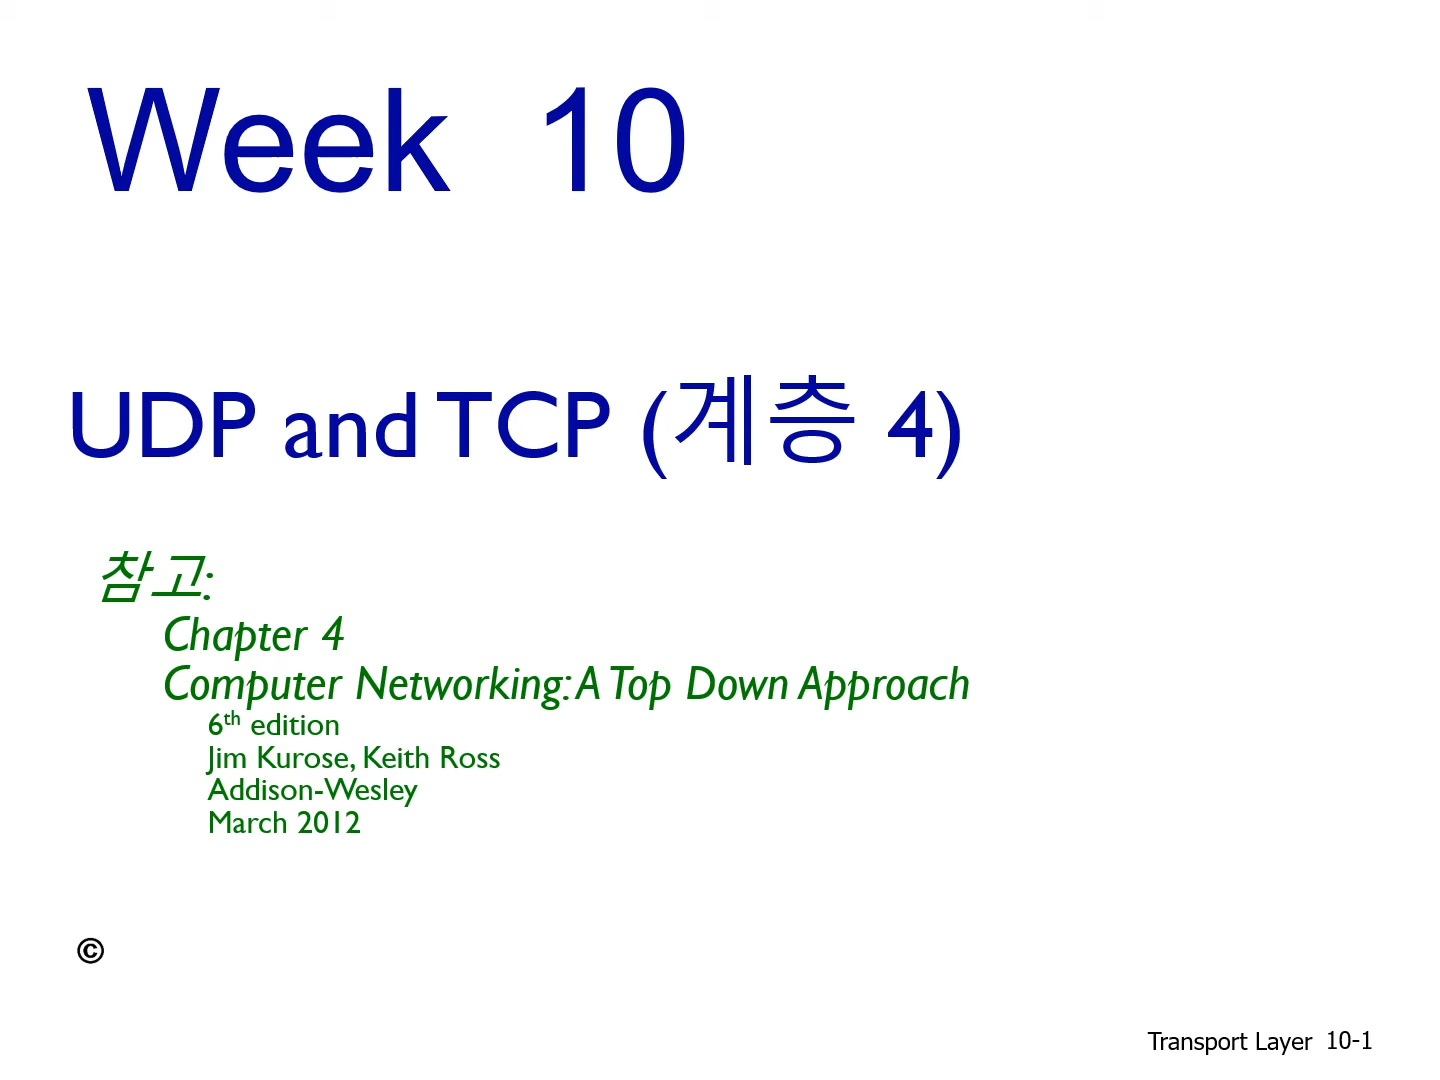 Week 10
UDP and TCP (계층 4)
참고:
Chapter 4
Computer Networking: A Top Down Approach
6th edition
Jim Kurose, Keith Ross
Addison-Wesley
March 2012
©
Transport Layer 10-1